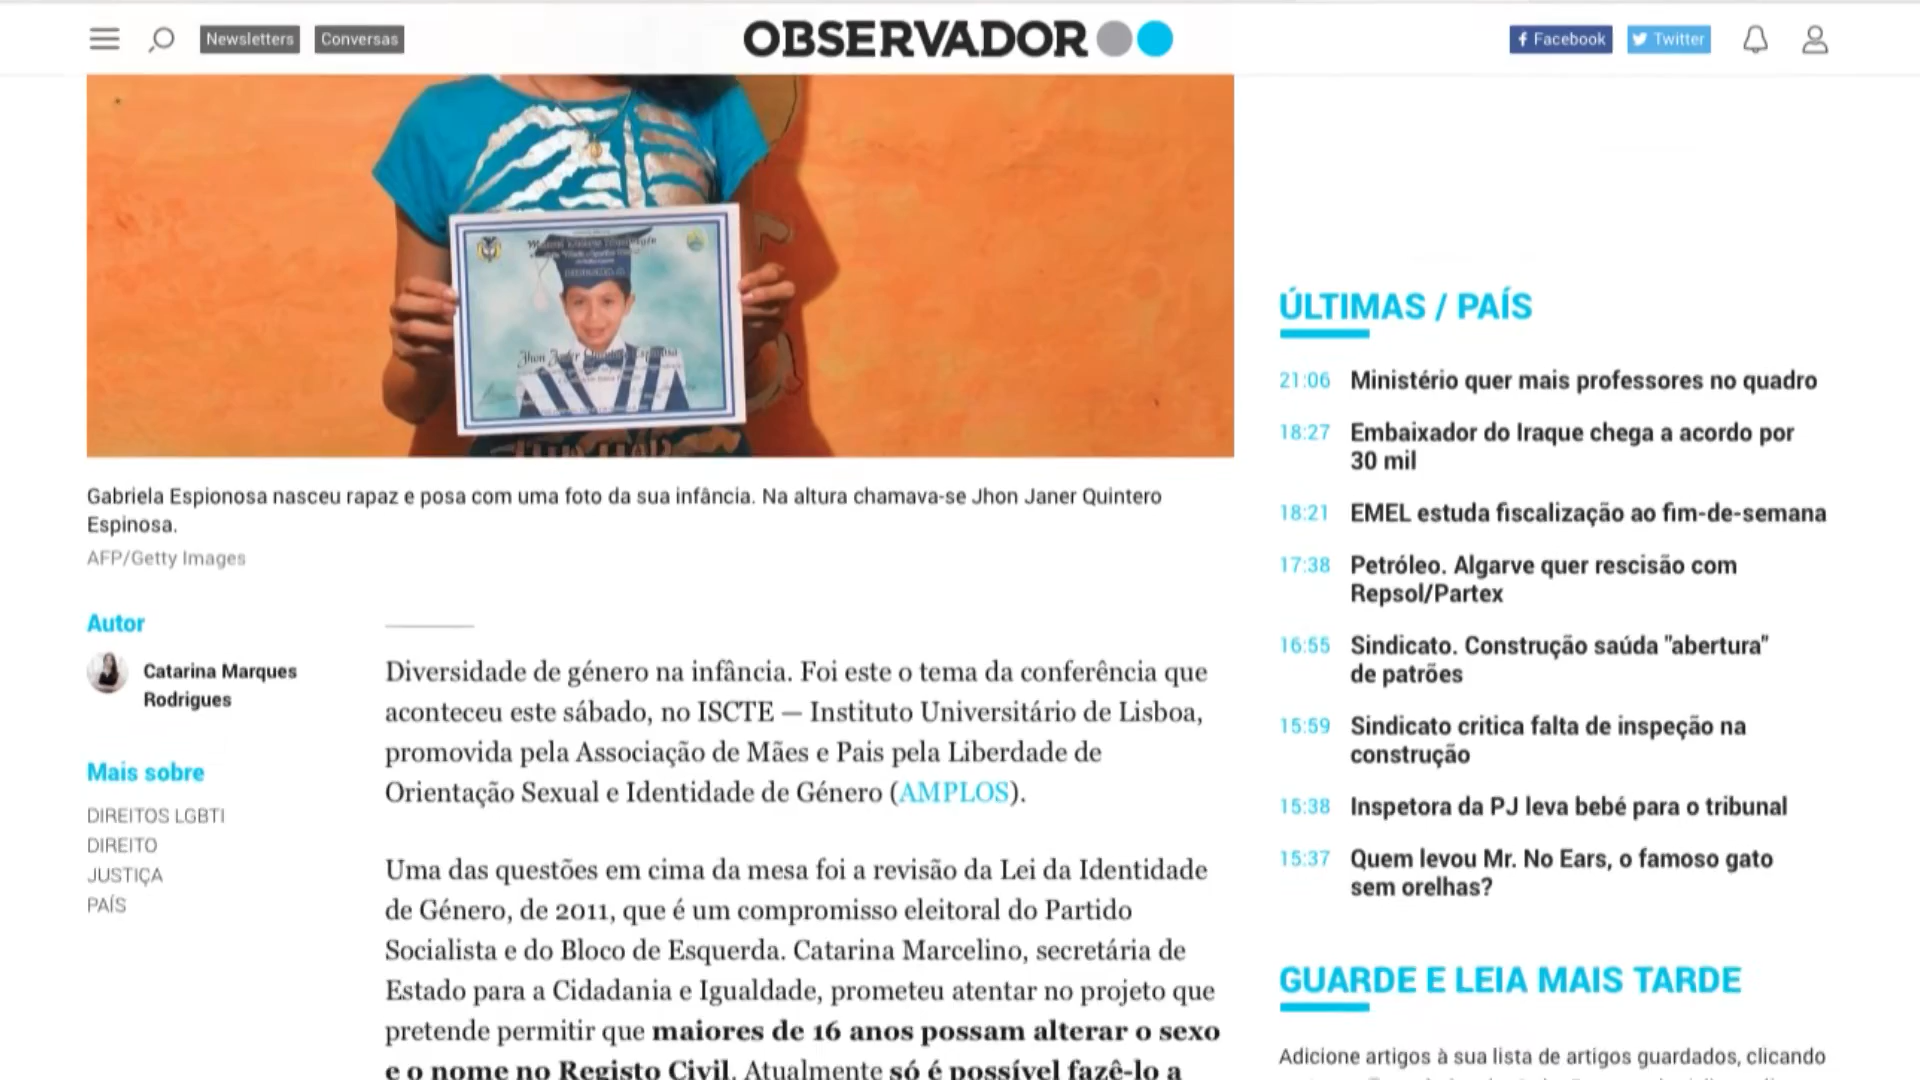 Newsletters
Conversas
OBSERVADOR
Facebook
Twitter
Jhon
Gabriela Espionosa nasceu rapaz e posa com uma foto da sua infância. Na altura chamava-se Jhon Janer Quintero
Espinosa.
AFP/Getty Images
Autor
Catarina Marques
Rodrigues
Mais sobre
DIREITOS LGBTI
DIREITO
JUSTIÇA
PAÍS
Diversidade de género na infância. Foi este o tema da conferência que
aconteceu este sábado, no ISCTE — Instituto Universitário de Lisboa,
promovida pela Associação de Mães e Pais pela Liberdade de
Orientação Sexual e Identidade de Género (AMPLOS).
Uma das questões em cima da mesa foi a revisão da Lei da Identidade
de Género, de 2011, que é um compromisso eleitoral do Partido
Socialista e do Bloco de Esquerda. Catarina Marcelino, secretária de
Estado para a Cidadania e Igualdade, prometeu atentar no projeto que
pretende permitir que maiores de 16 anos possam alterar o sexo
e o nome no Registo Civil. Atualmente só é possível fazê-lo a
ÚLTIMAS / PAÍS
21:06 Ministério quer mais professores no quadro
18:27 Embaixador do Iraque chega a acordo por
30 mil
18:21 EMEL estuda fiscalização ao fim-de-semana
17:38 Petróleo. Algarve quer rescisão com
Repsol/Partex
16:55 Sindicato. Construção saúda "abertura"
de patrões
15:59 Sindicato critica falta de inspeção na
construção
15:38 Inspetora da PJ leva bebé para o tribunal
15:37 Quem levou Mr. No Ears, o famoso gato
sem orelhas?
GUARDE E LEIA MAIS TARDE
Adicione artigos à sua lista de artigos guardados, clicando